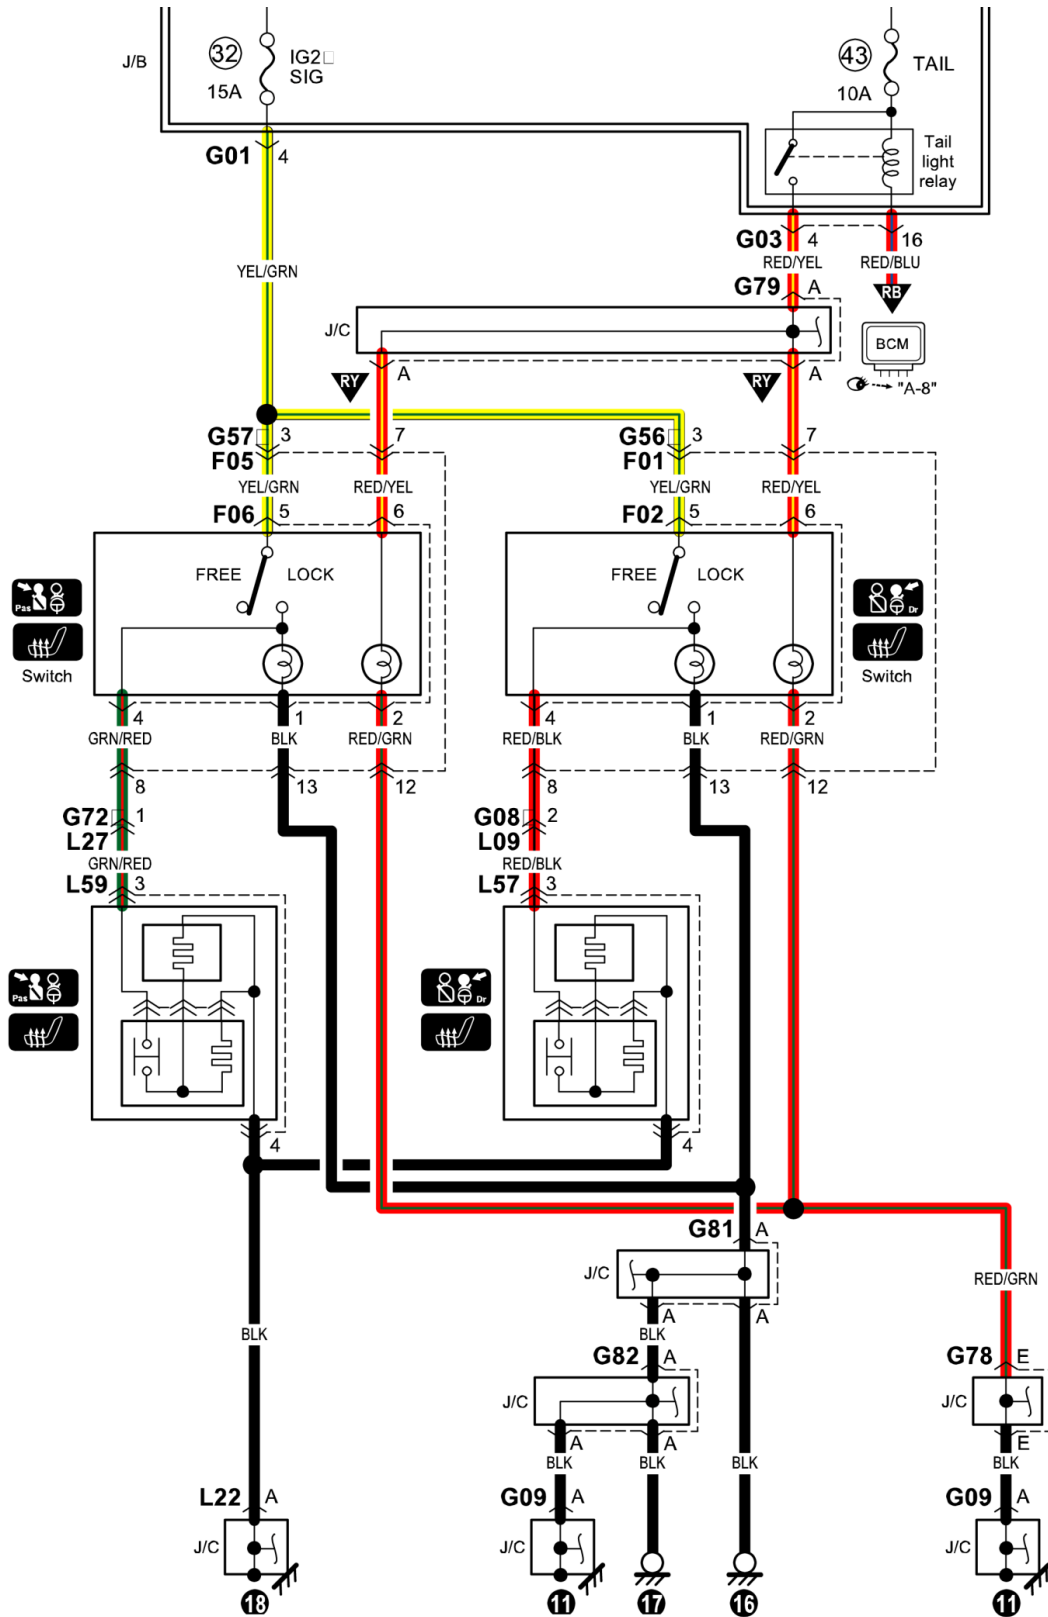 J/B
32
15A
IG2
SIG
43
10A
TAIL
Tail
light
relay
G01 4
G03 4 16
YEL/GRN
RED/YEL RED/BLU
G79 A
RB
BCM
"A-8"
J/C
RY A
RY A
G57 3 7
F05
G56 3 7
F01
YEL/GRN RED/YEL
YEL/GRN RED/YEL
F06 5 6
F02 5 6
FREE LOCK
FREE LOCK
Pas
Switch
Dr
Switch
4 1 2
4 1 2
GRN/RED BLK RED/GRN
RED/BLK BLK RED/GRN
8 13 12
8 13 12
G72 1
L27
G08 2
L09
GRN/RED
RED/BLK
L59 3
L57 3
Pas
Dr
4
4
G81 A
J/C
RED/GRN
A A
BLK
BLK
G82 A
G78 E
J/C
J/C
A A
E
BLK BLK BLK
BLK
L22 A
G09 A
G09 A
J/C
J/C
J/C
18
11
17
16
11